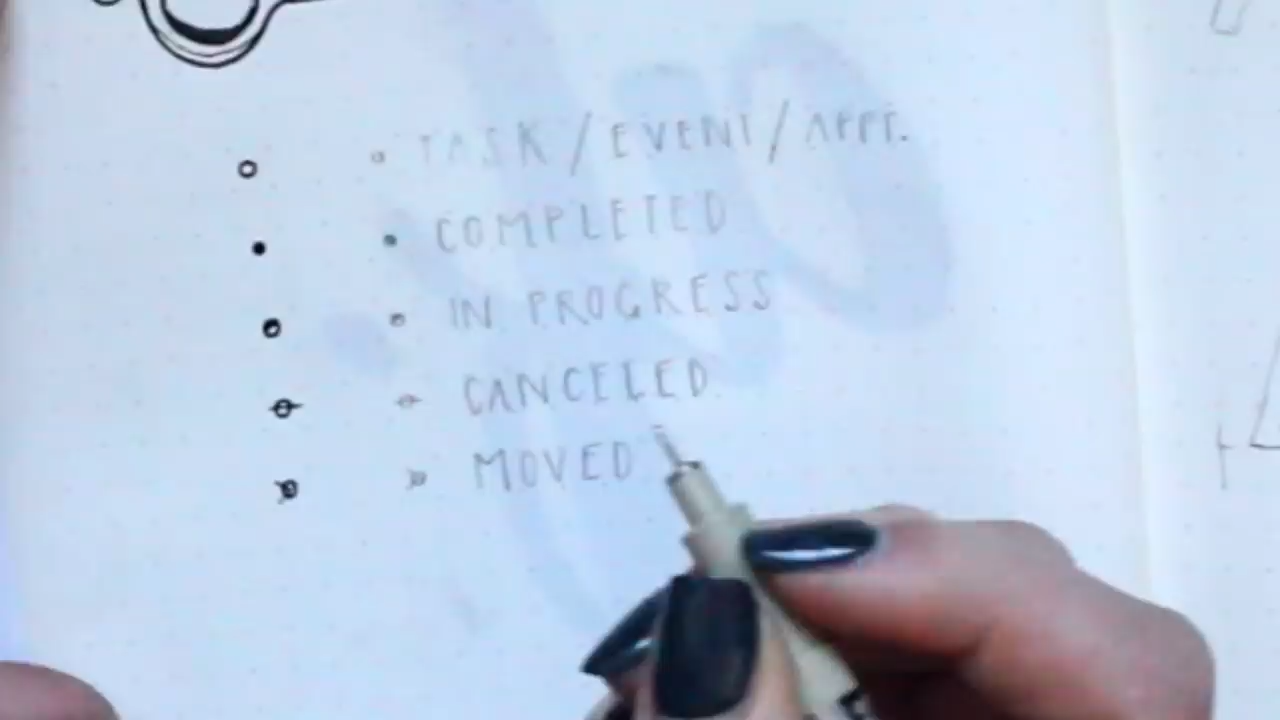 TASK/EVENT/APPT.
COMPLETED
IN PROGRESS
CANCELED
MOVED